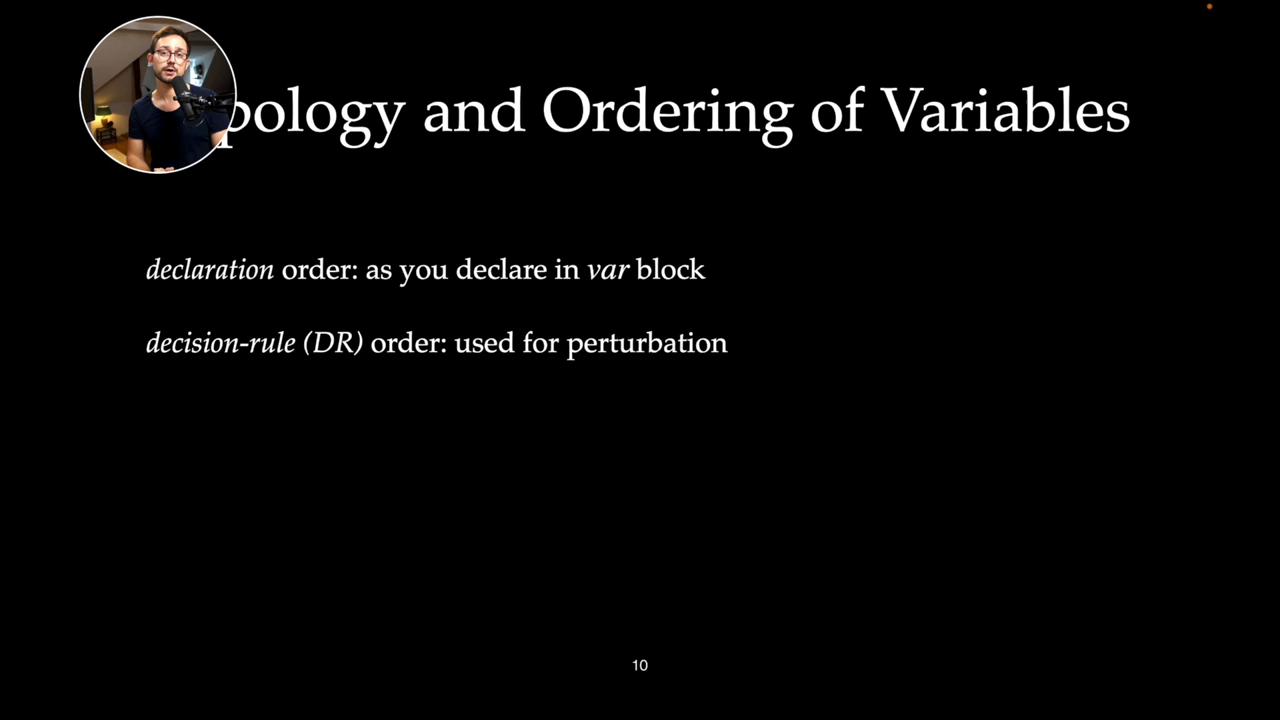 pology and Ordering of Variables
declaration order: as you declare in var block
decision-rule (DR) order: used for perturbation
10